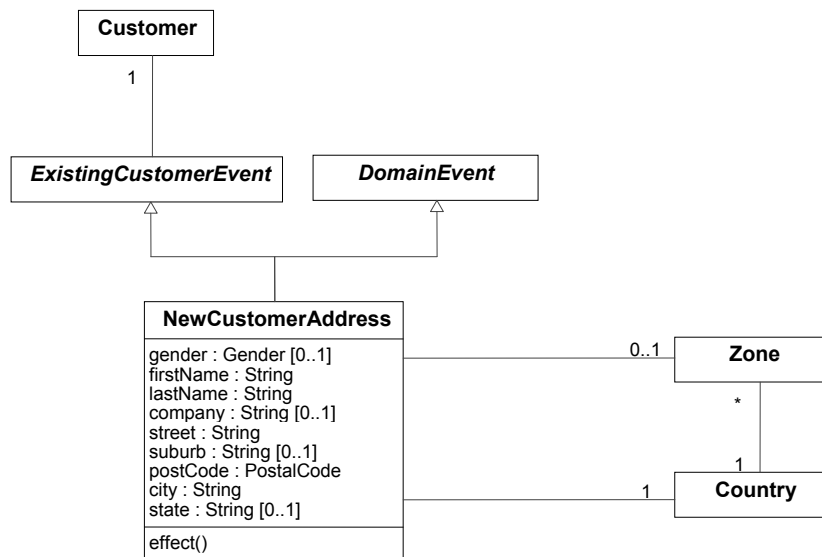 Customer
1
ExistingCustomerEvent
DomainEvent
NewCustomerAddress
gender : Gender [0..1]
firstName : String
lastName : String
company : String [0..1]
street : String
suburb : String [0..1]
postCode : PostalCode
city : String
state : String [0..1]
effect()
0..1
Zone
*
1
1
Country